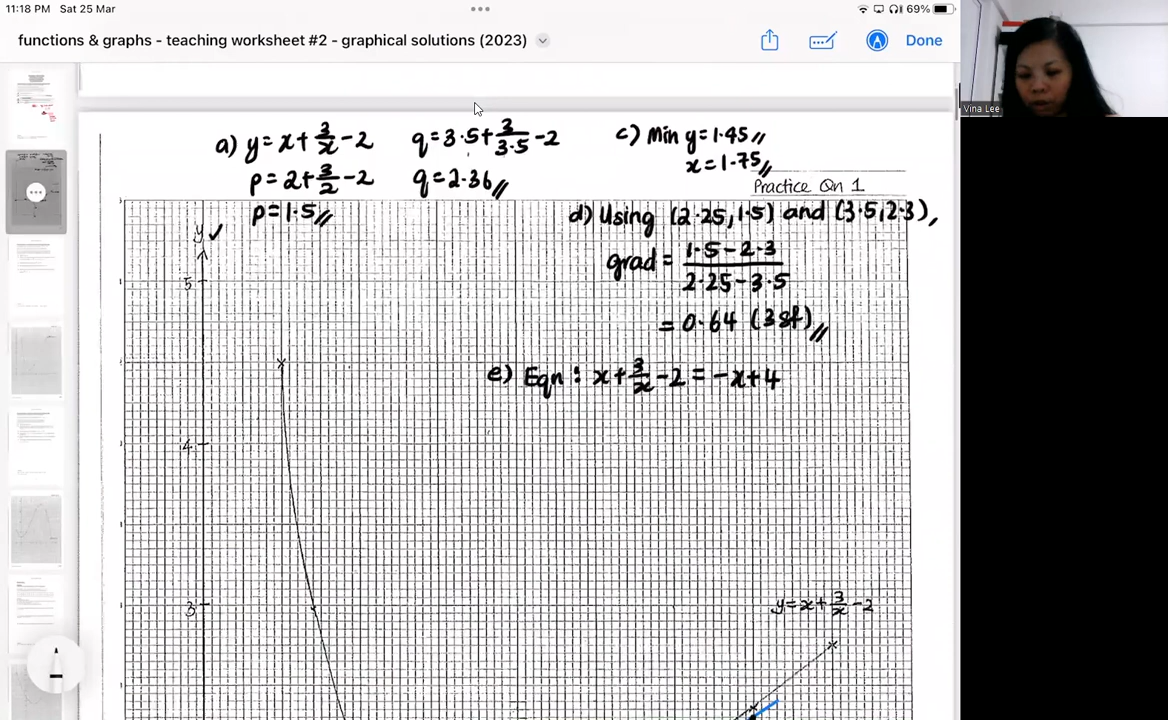 11:18 PM Sat 25 Mar
69%
functions & graphs - teaching worksheet #2 - graphical solutions (2023)
Done
Vina Lee
a) y = x + 3/x - 2
p = 2 + 3/2 - 2
p = 1.5 //
q = 3.5 + 3/3.5 - 2
q = 2.36 //
c) Min y = 1.45 //
x = 1.75 //
Practice Qn 1
d) Using (2.25, 1.5) and (3.5, 2.3),
grad = 1.5 - 2.3 / 2.25 - 3.5
= 0.64 (3 sf) //
e) Eqn : x + 3/x - 2 = -x + 4
y
5
4
3
y = x + 3/x - 2